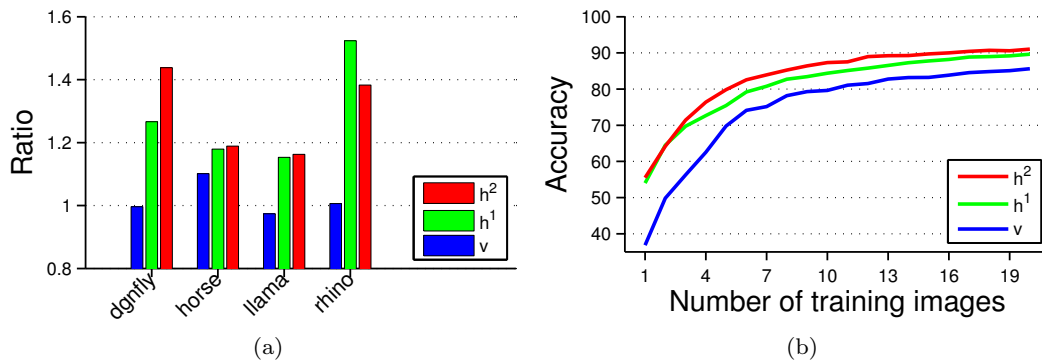 1.6
1.4
1.2
1
0.8
Ratio
dgnfly
horse
llama
rhino
h²
h¹
v
(a)
100
90
80
70
60
50
40
Accuracy
1 4 7 10 13 16 19
Number of training images
h²
h¹
v
(b)